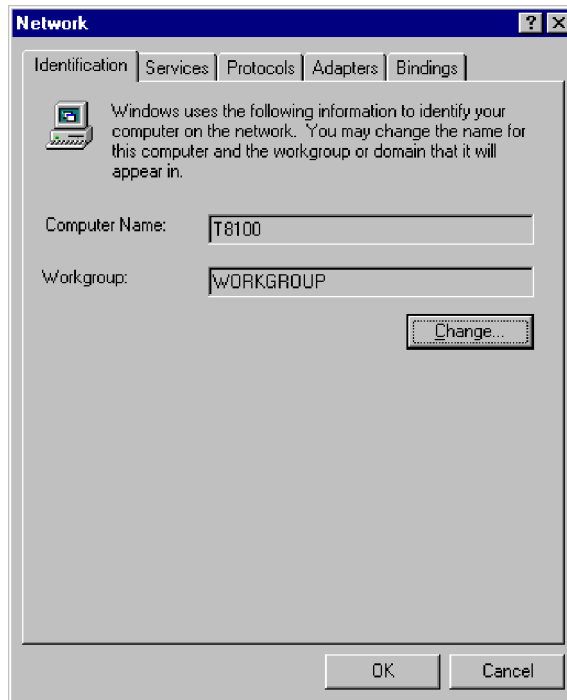 Network
Identification Services Protocols Adapters Bindings
Windows uses the following information to identify your
computer on the network. You may change the name for
this computer and the workgroup or domain that it will
appear in.
Computer Name: T8100
Workgroup: WORKGROUP
Change...
OK Cancel